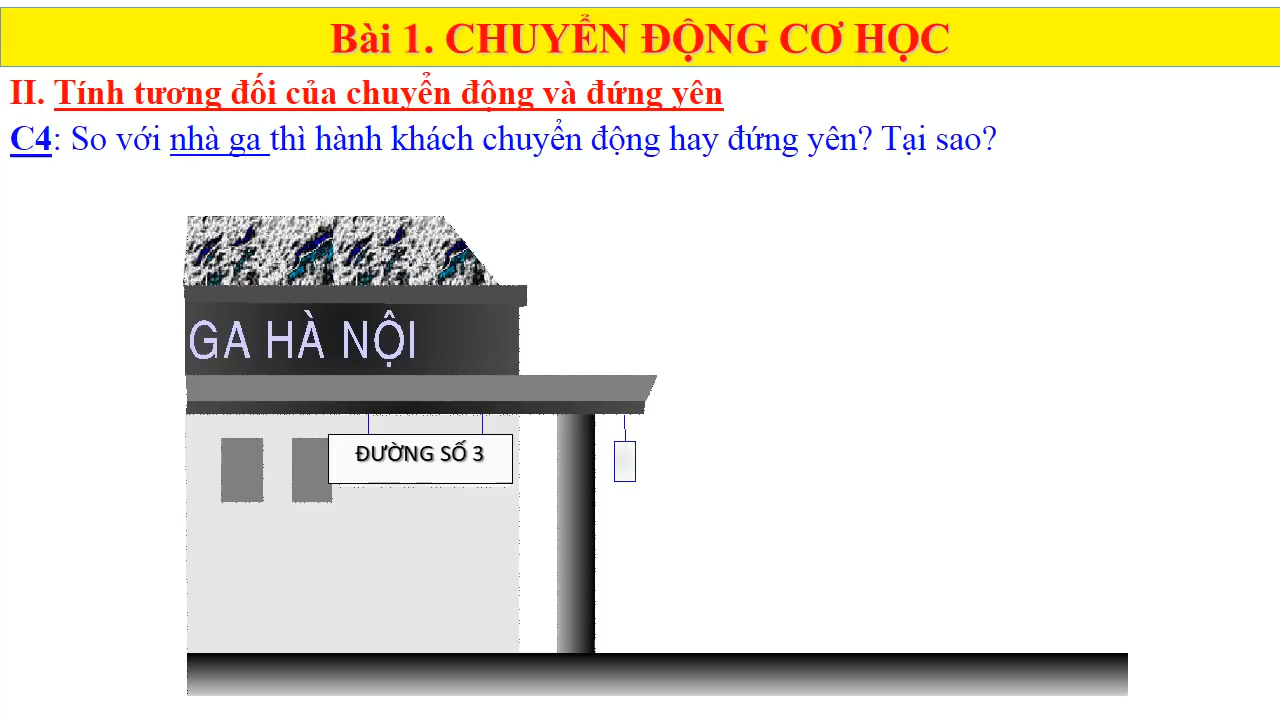 Bài 1. CHUYỂN ĐỘNG CƠ HỌC
II. Tính tương đối của chuyển động và đứng yên
C4: So với nhà ga thì hành khách chuyển động hay đứng yên? Tại sao?
GA HÀ NỘI
ĐƯỜNG SỐ 3